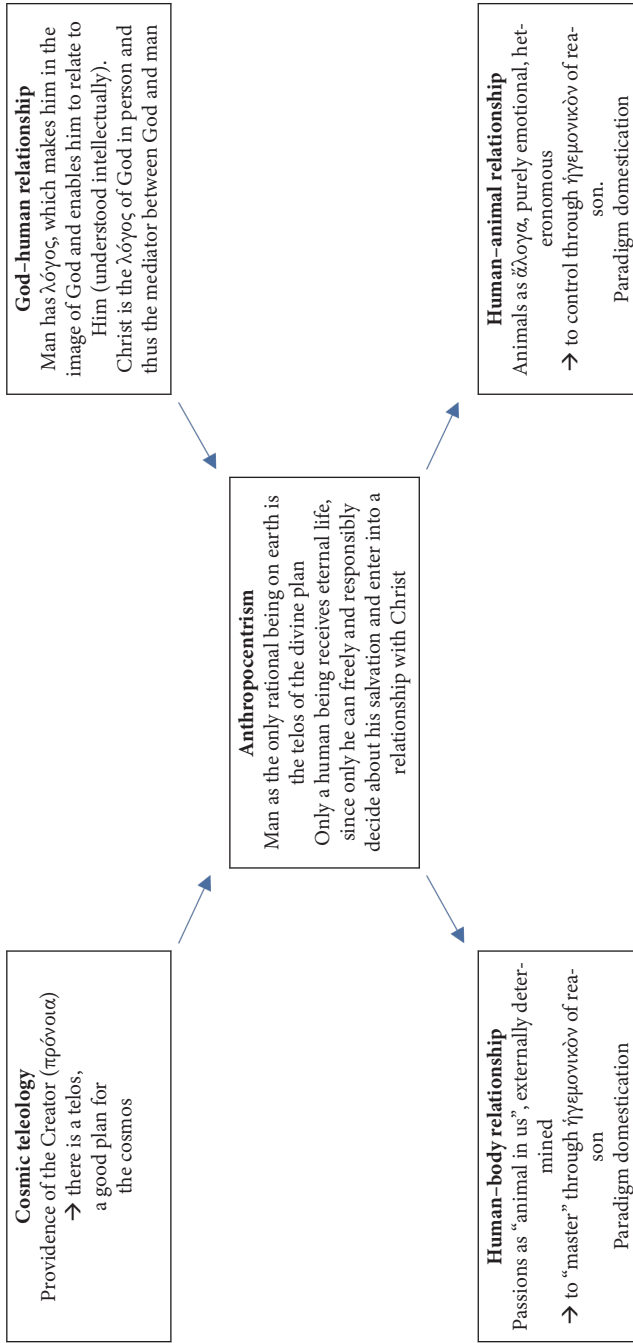 Cosmic teleology
Providence of the Creator (πρόνοια)
→ there is a telos,
a good plan for
the cosmos
God–human relationship
Man has λόγος, which makes him in the
image of God and enables him to relate to
Him (understood intellectually).
Christ is the λόγος of God in person and
thus the mediator between God and man
Anthropocentrism
Man as the only rational being on earth is
the telos of the divine plan
Only a human being receives eternal life,
since only he can freely and responsibly
decide about his salvation and enter into a
relationship with Christ
Human–body relationship
Passions as “animal in us”, externally deter-
mined
→ to “master” through ἡγεμονικὸν of rea-
son
Paradigm domestication
Human–animal relationship
Animals as ἄλογα, purely emotional, het-
eronomous
→ to control through ἡγεμονικὸν of rea-
son.
Paradigm domestication